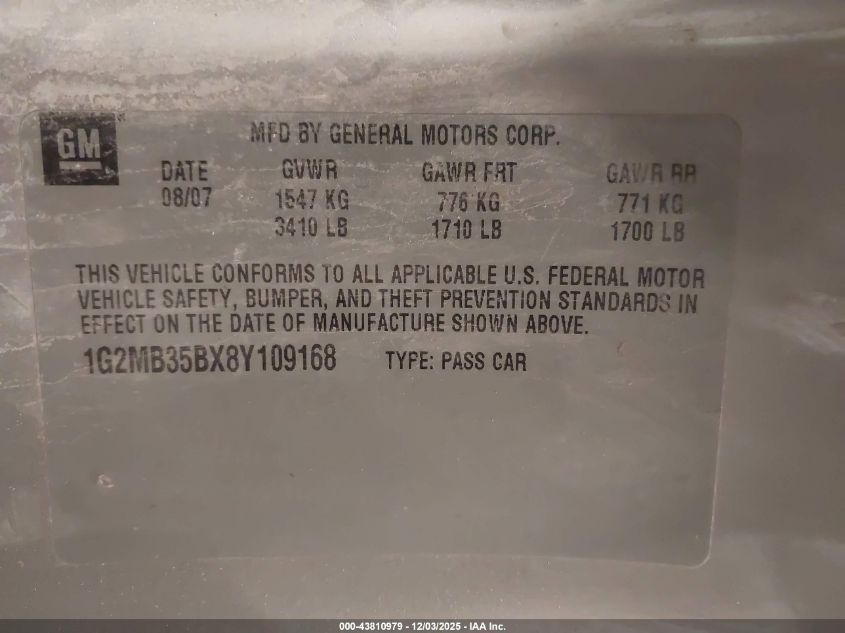 GM
MFD BY GENERAL MOTORS CORP.
DATE GVWR GAWR FRT GAWR RR
08/07 1547 KG 776 KG 771 KG
3410 LB 1710 LB 1700 LB
THIS VEHICLE CONFORMS TO ALL APPLICABLE U.S. FEDERAL MOTOR
VEHICLE SAFETY, BUMPER, AND THEFT PREVENTION STANDARDS IN
EFFECT ON THE DATE OF MANUFACTURE SHOWN ABOVE.
1G2MB35BX8Y109168 TYPE: PASS CAR
000-43810979 - 12/03/2025 - IAA Inc.